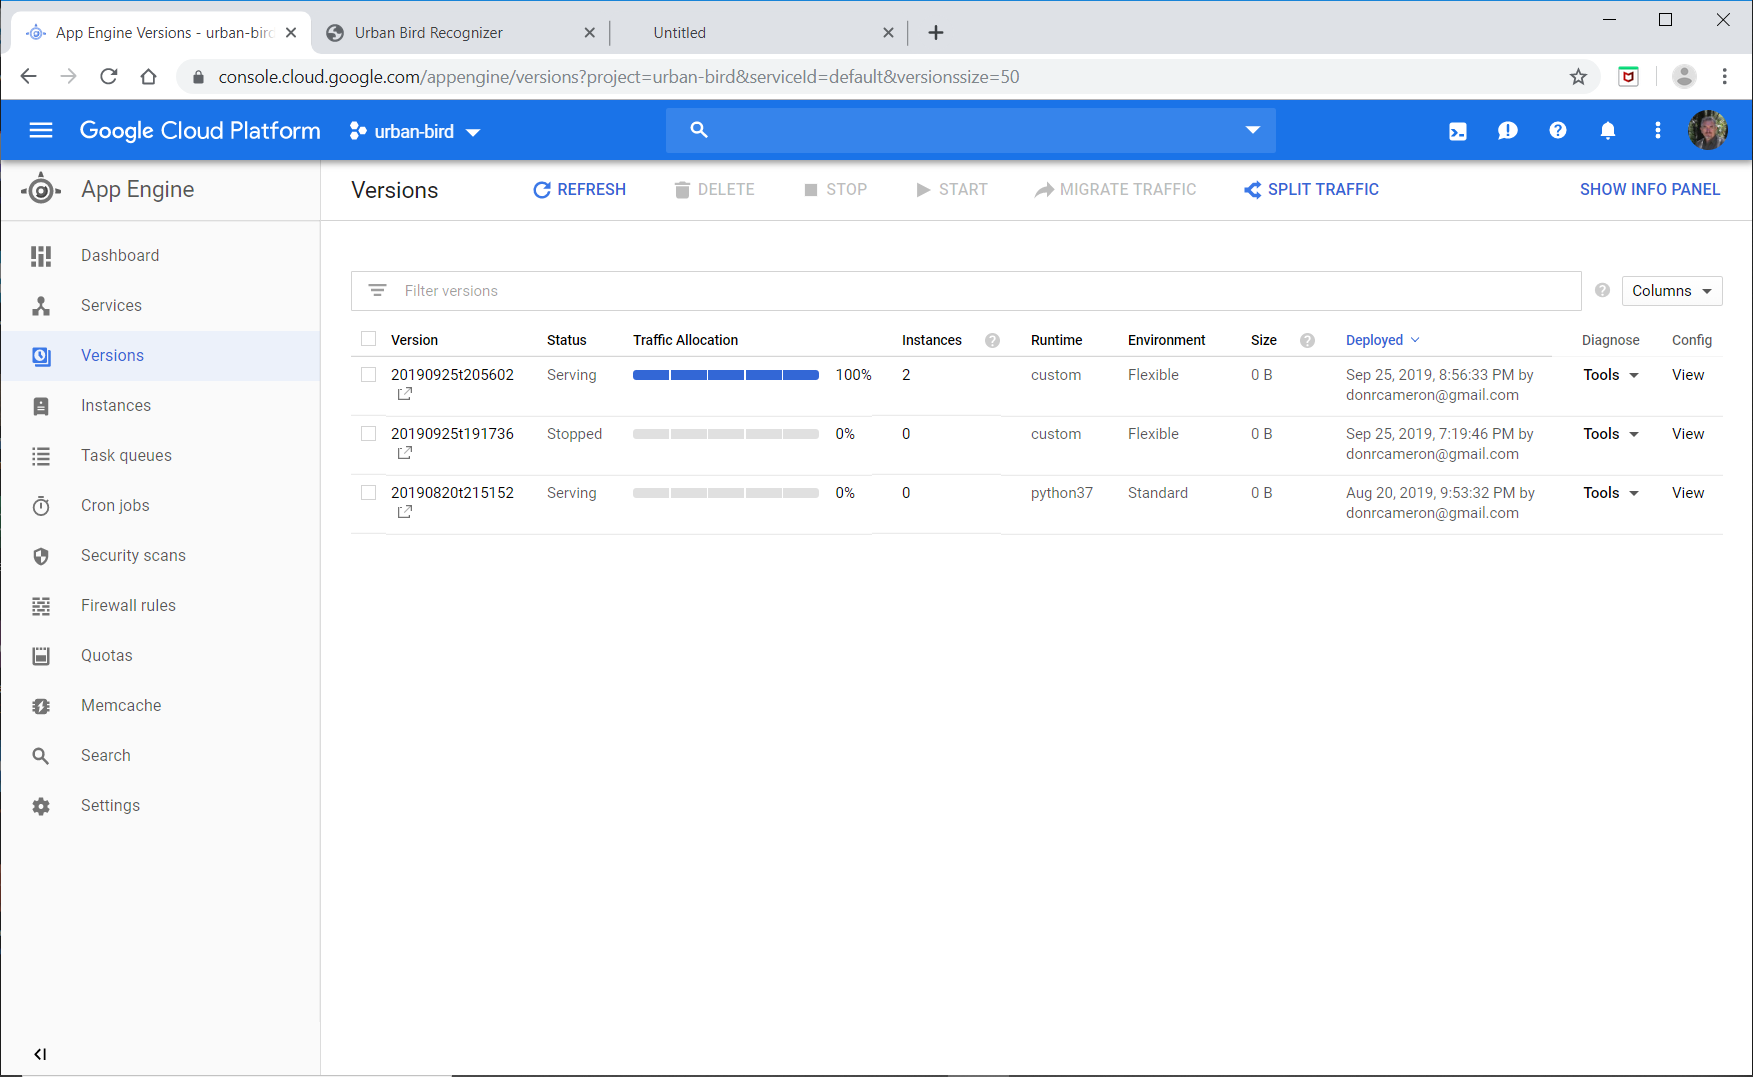 App Engine Versions - urban-bird
Urban Bird Recognizer
Untitled
console.cloud.google.com/appengine/versions?project=urban-bird&serviceId=default&versionssize=50
Google Cloud Platform
urban-bird
App Engine
Versions
REFRESH
DELETE
STOP
START
MIGRATE TRAFFIC
SPLIT TRAFFIC
SHOW INFO PANEL
Dashboard
Services
Versions
Instances
Task queues
Cron jobs
Security scans
Firewall rules
Quotas
Memcache
Search
Settings
Filter versions
Columns
Version Status Traffic Allocation Instances Runtime Environment Size Deployed Diagnose Config
20190925t205602 Serving 100% 2 custom Flexible 0 B Sep 25, 2019, 8:56:33 PM by Tools View
donrcameron@gmail.com
20190925t191736 Stopped 0% 0 custom Flexible 0 B Sep 25, 2019, 7:19:46 PM by Tools View
donrcameron@gmail.com
20190820t215152 Serving 0% 0 python37 Standard 0 B Aug 20, 2019, 9:53:32 PM by Tools View
donrcameron@gmail.com